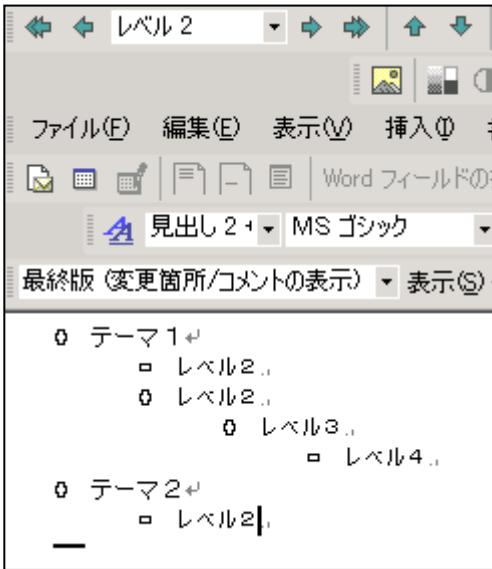 レベル 2
ファイル(F) 編集(E) 表示(V) 挿入(I)
Word フィールドの
見出し 2 + MS ゴシック
最終版 (変更箇所/コメントの表示) 表示(S)
テーマ１
レベル２
レベル２
レベル３
レベル４
テーマ２
レベル２